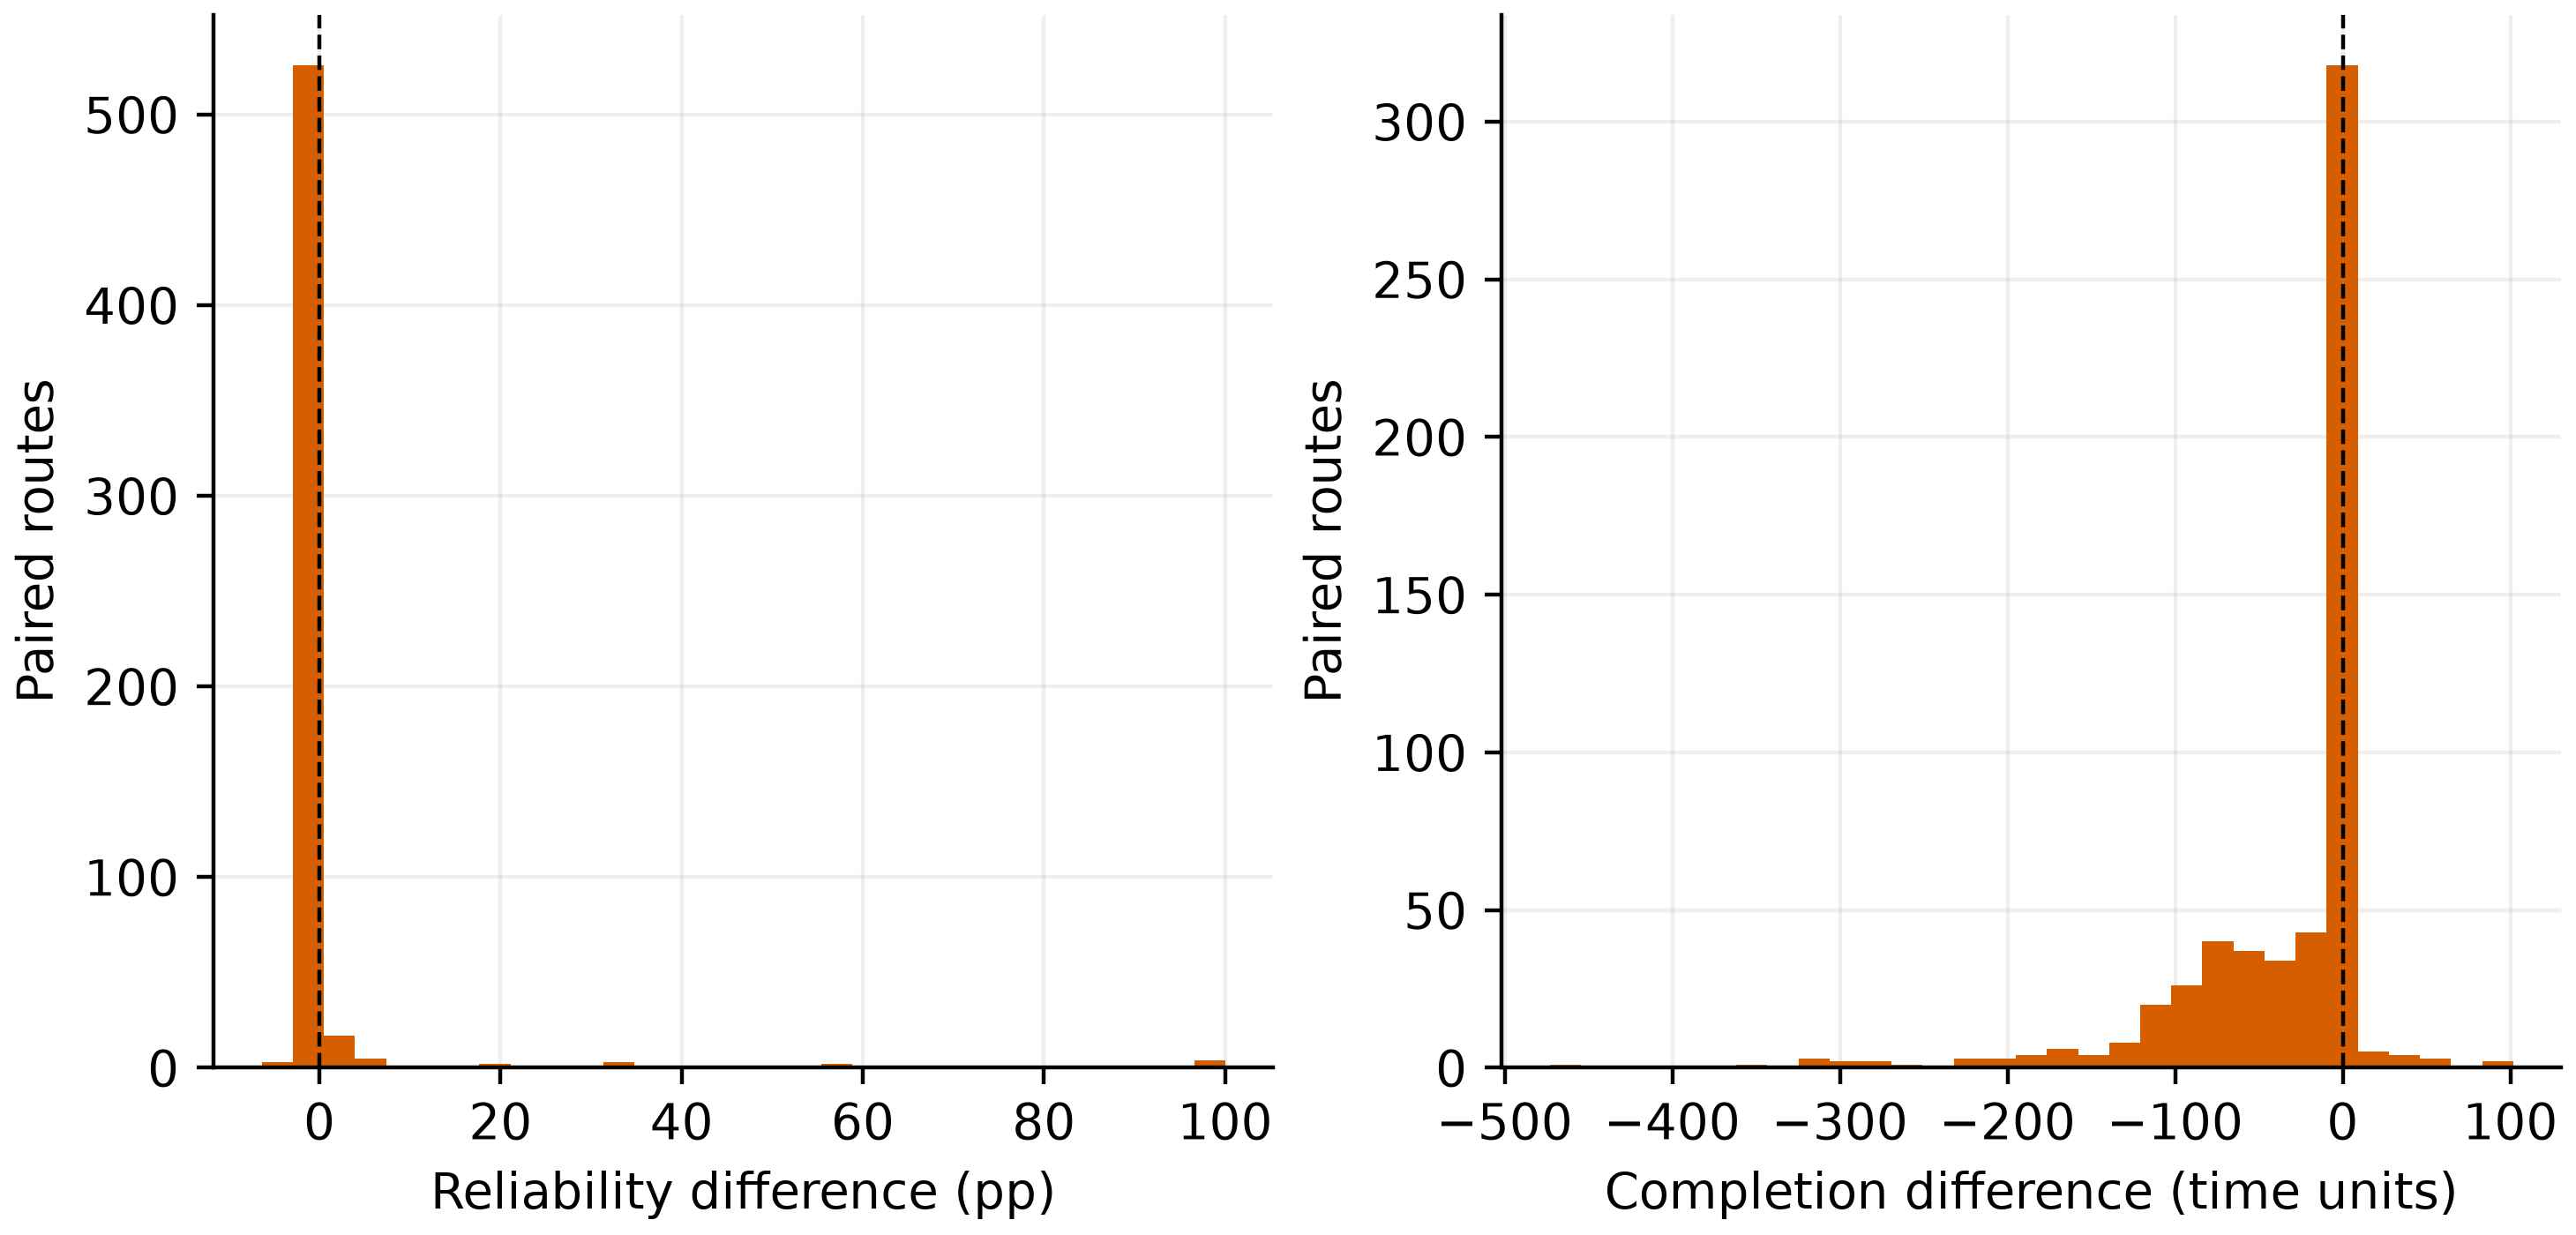 Paired routes
500
400
300
200
100
0
0 20 40 60 80 100
Reliability difference (pp)
Paired routes
300
250
200
150
100
50
0
−500 −400 −300 −200 −100 0 100
Completion difference (time units)